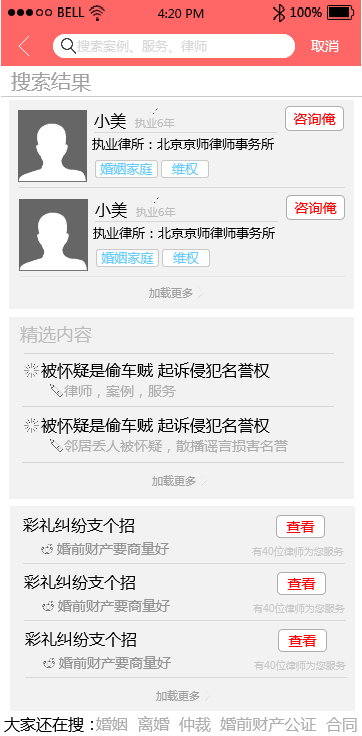 BELL 4:20 PM 100%
搜索案例、服务、律师 取消
搜索结果
小美 执业6年 咨询俺
执业律所：北京京师律师事务所
婚姻家庭 维权
小美 执业6年 咨询俺
执业律所：北京京师律师事务所
婚姻家庭 维权
加载更多
精选内容
被怀疑是偷车贼 起诉侵犯名誉权
律师，案例，服务
被怀疑是偷车贼 起诉侵犯名誉权
邻居丢人被怀疑，散播谣言损害名誉
加载更多
彩礼纠纷支个招 查看
婚前财产要商量好 有40位律师为您服务
彩礼纠纷支个招 查看
婚前财产要商量好 有40位律师为您服务
彩礼纠纷支个招 查看
婚前财产要商量好 有40位律师为您服务
加载更多
大家还在搜：婚姻 离婚 仲裁 婚前财产公证 合同